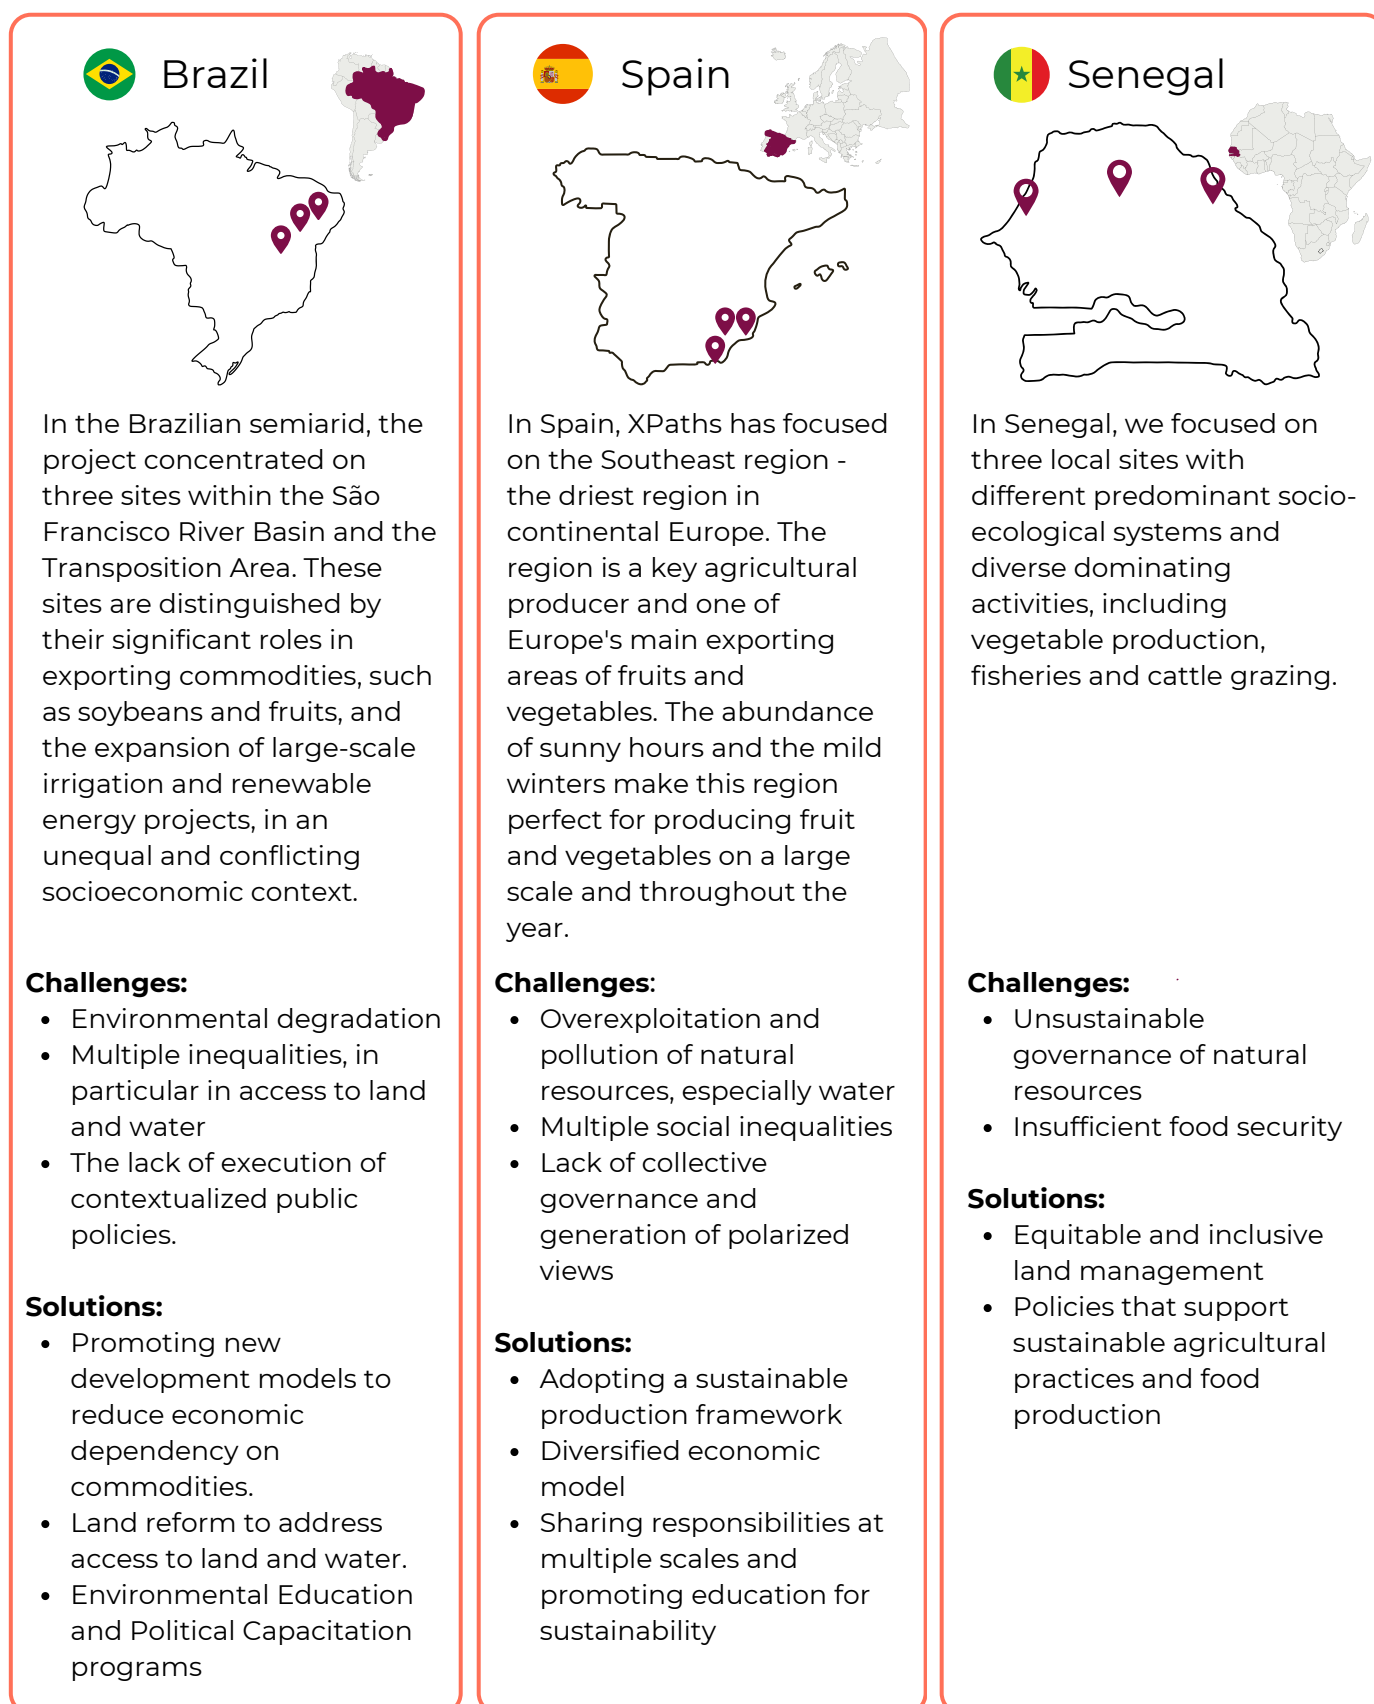 Brazil
In the Brazilian semiarid, the
project concentrated on
three sites within the São
Francisco River Basin and the
Transposition Area. These
sites are distinguished by
their significant roles in
exporting commodities, such
as soybeans and fruits, and
the expansion of large-scale
irrigation and renewable
energy projects, in an
unequal and conflicting
socioeconomic context.
Challenges:
• Environmental degradation
• Multiple inequalities, in
particular in access to land
and water
• The lack of execution of
contextualized public
policies.
Solutions:
• Promoting new
development models to
reduce economic
dependency on
commodities.
• Land reform to address
access to land and water.
• Environmental Education
and Political Capacitation
programs
Spain
In Spain, XPaths has focused
on the Southeast region -
the driest region in
continental Europe. The
region is a key agricultural
producer and one of
Europe's main exporting
areas of fruits and
vegetables. The abundance
of sunny hours and the mild
winters make this region
perfect for producing fruit
and vegetables on a large
scale and throughout the
year.
Challenges:
• Overexploitation and
pollution of natural
resources, especially water
• Multiple social inequalities
• Lack of collective
governance and
generation of polarized
views
Solutions:
• Adopting a sustainable
production framework
• Diversified economic
model
• Sharing responsibilities at
multiple scales and
promoting education for
sustainability
Senegal
In Senegal, we focused on
three local sites with
different predominant socio-
ecological systems and
diverse dominating
activities, including
vegetable production,
fisheries and cattle grazing.
Challenges:
• Unsustainable
governance of natural
resources
• Insufficient food security
Solutions:
• Equitable and inclusive
land management
• Policies that support
sustainable agricultural
practices and food
production